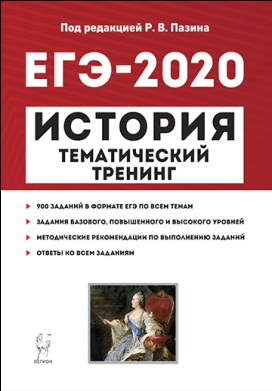 Под редакцией Р. В. Пазина
ЕГЭ-2020
ИСТОРИЯ
ТЕМАТИЧЕСКИЙ
ТРЕНИНГ
900 ЗАДАНИЙ В ФОРМАТЕ ЕГЭ ПО ВСЕМ ТЕМАМ
ЗАДАНИЯ БАЗОВОГО, ПОВЫШЕННОГО И ВЫСОКОГО УРОВНЕЙ
МЕТОДИЧЕСКИЕ РЕКОМЕНДАЦИИ ПО ВЫПОЛНЕНИЮ ЗАДАНИЙ
ОТВЕТЫ КО ВСЕМ ЗАДАНИЯМ
ЛЕГИОН